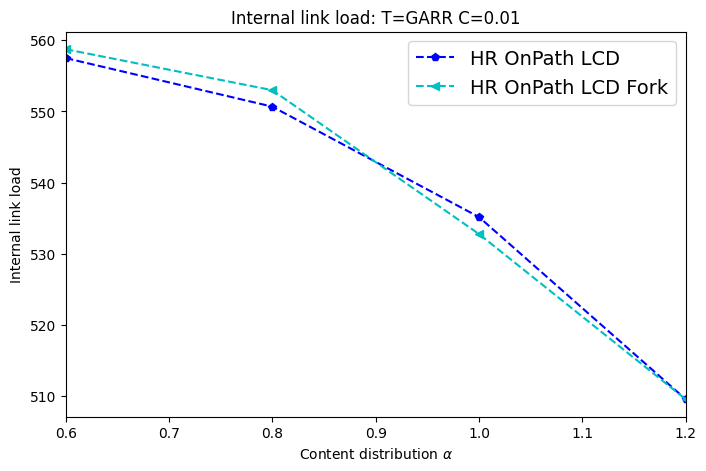 Internal link load: T=GARR C=0.01
560
550
540
530
520
510
Internal link load
HR OnPath LCD
HR OnPath LCD Fork
0.6 0.7 0.8 0.9 1.0 1.1 1.2
Content distribution α